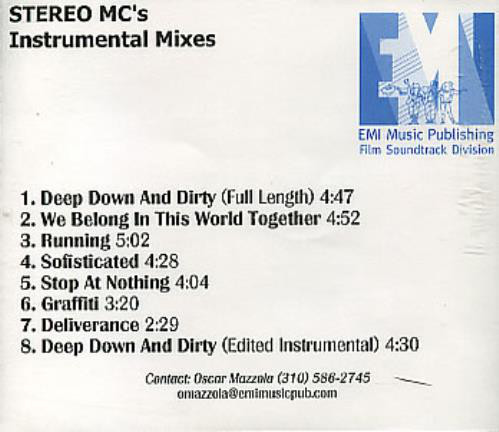 STEREO MC's
Instrumental Mixes
EMI
EMI Music Publishing
Film Soundtrack Division
1. Deep Down And Dirty (Full Length) 4:47
2. We Belong In This World Together 4:52
3. Running 5:02
4. Sofisticated 4:28
5. Stop At Nothing 4:04
6. Graffiti 3:20
7. Deliverance 2:29
8. Deep Down And Dirty (Edited Instrumental) 4:30
Contact: Oscar Mazzola (310) 586-2745
omazzola@emimusicpub.com